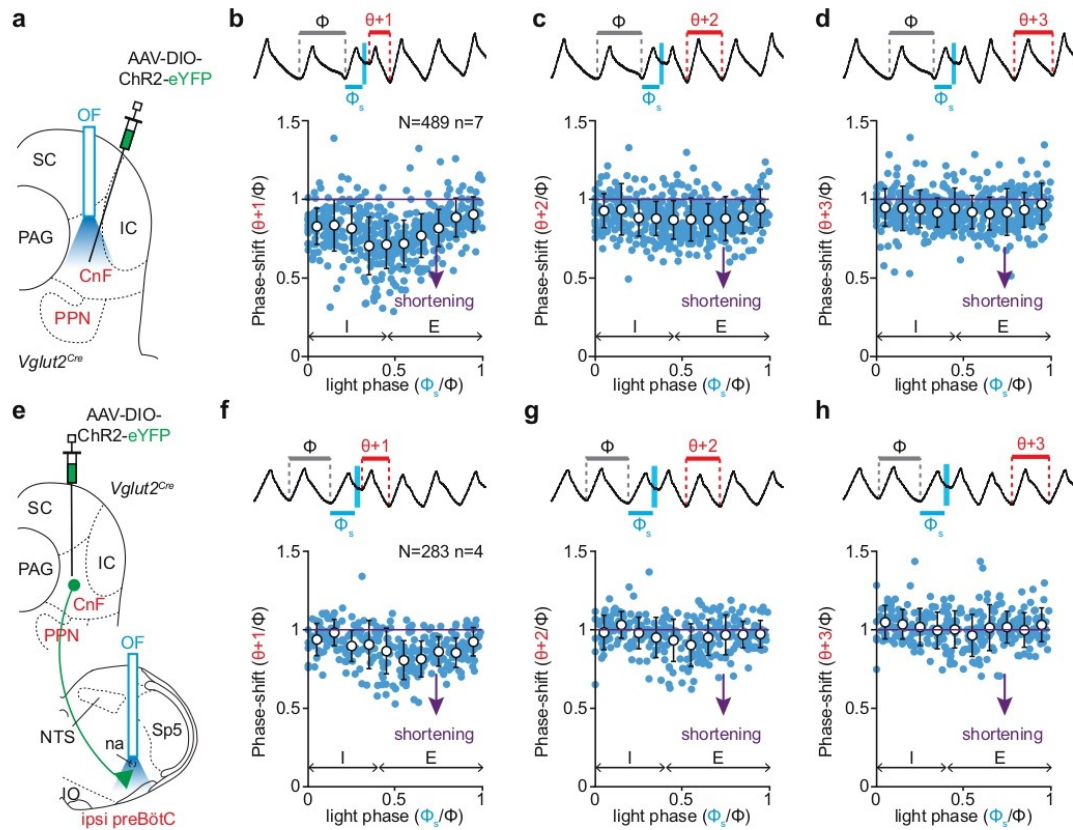 a
AAV-DIO-
ChR2-eYFP
OF
SC
PAG
IC
CnF
PPN
Vglut2Cre
b
Φ
θ+1
Φs
N=489 n=7
1.5
1
0.5
0
Phase-shift (θ+1/Φ)
shortening
I
E
0
0.5
1
light phase (Φs/Φ)
c
Φ
θ+2
Φs
1.5
1
0.5
0
Phase-shift (θ+2/Φ)
shortening
I
E
0
0.5
1
light phase (Φs/Φ)
d
Φ
θ+3
Φs
1.5
1
0.5
0
Phase-shift (θ+3/Φ)
shortening
I
E
0
0.5
1
light phase (Φs/Φ)
e
AAV-DIO-
ChR2-eYFP
Vglut2Cre
SC
PAG
IC
CnF
PPN
OF
NTS
na
Sp5
IO
ipsi preBötC
f
Φ
θ+1
Φs
N=283 n=4
1.5
1
0.5
0
Phase-shift (θ+1/Φ)
shortening
I
E
0
0.5
1
light phase (Φs/Φ)
g
Φ
θ+2
Φs
1.5
1
0.5
0
Phase-shift (θ+2/Φ)
shortening
I
E
0
0.5
1
light phase (Φs/Φ)
h
Φ
θ+3
Φs
1.5
1
0.5
0
Phase-shift (θ+3/Φ)
shortening
I
E
0
0.5
1
light phase (Φs/Φ)